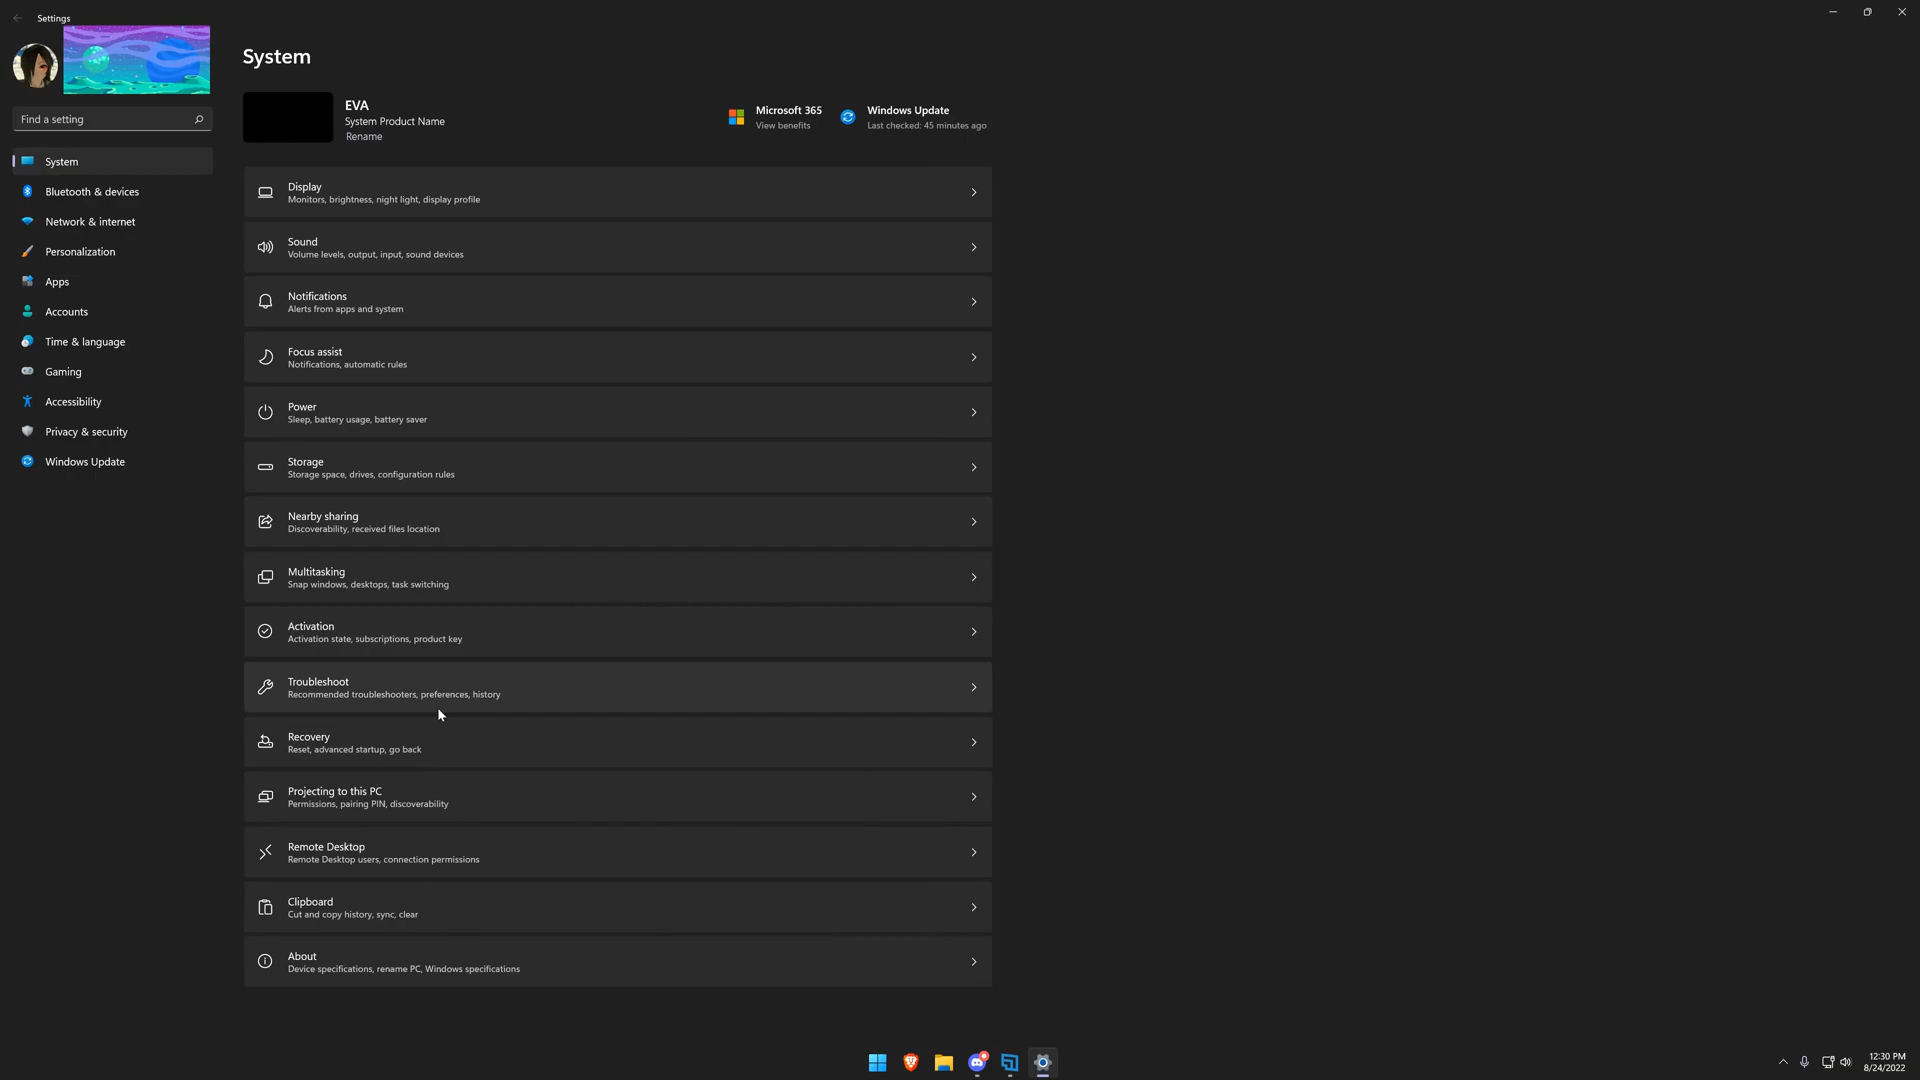 Settings
System
EVA
System Product Name
Rename
Microsoft 365
View benefits
Windows Update
Last checked: 45 minutes ago
Find a setting
System
Bluetooth & devices
Network & internet
Personalization
Apps
Accounts
Time & language
Gaming
Accessibility
Privacy & security
Windows Update
Display
Monitors, brightness, night light, display profile
Sound
Volume levels, output, input, sound devices
Notifications
Alerts from apps and system
Focus assist
Notifications, automatic rules
Power
Sleep, battery usage, battery saver
Storage
Storage space, drives, configuration rules
Nearby sharing
Discoverability, received files location
Multitasking
Snap windows, desktops, task switching
Activation
Activation state, subscriptions, product key
Troubleshoot
Recommended troubleshooters, preferences, history
Recovery
Reset, advanced startup, go back
Projecting to this PC
Permissions, pairing PIN, discoverability
Remote Desktop
Remote Desktop users, connection permissions
Clipboard
Cut and copy history, sync, clear
About
Device specifications, rename PC, Windows specifications
12:30 PM
8/24/2022